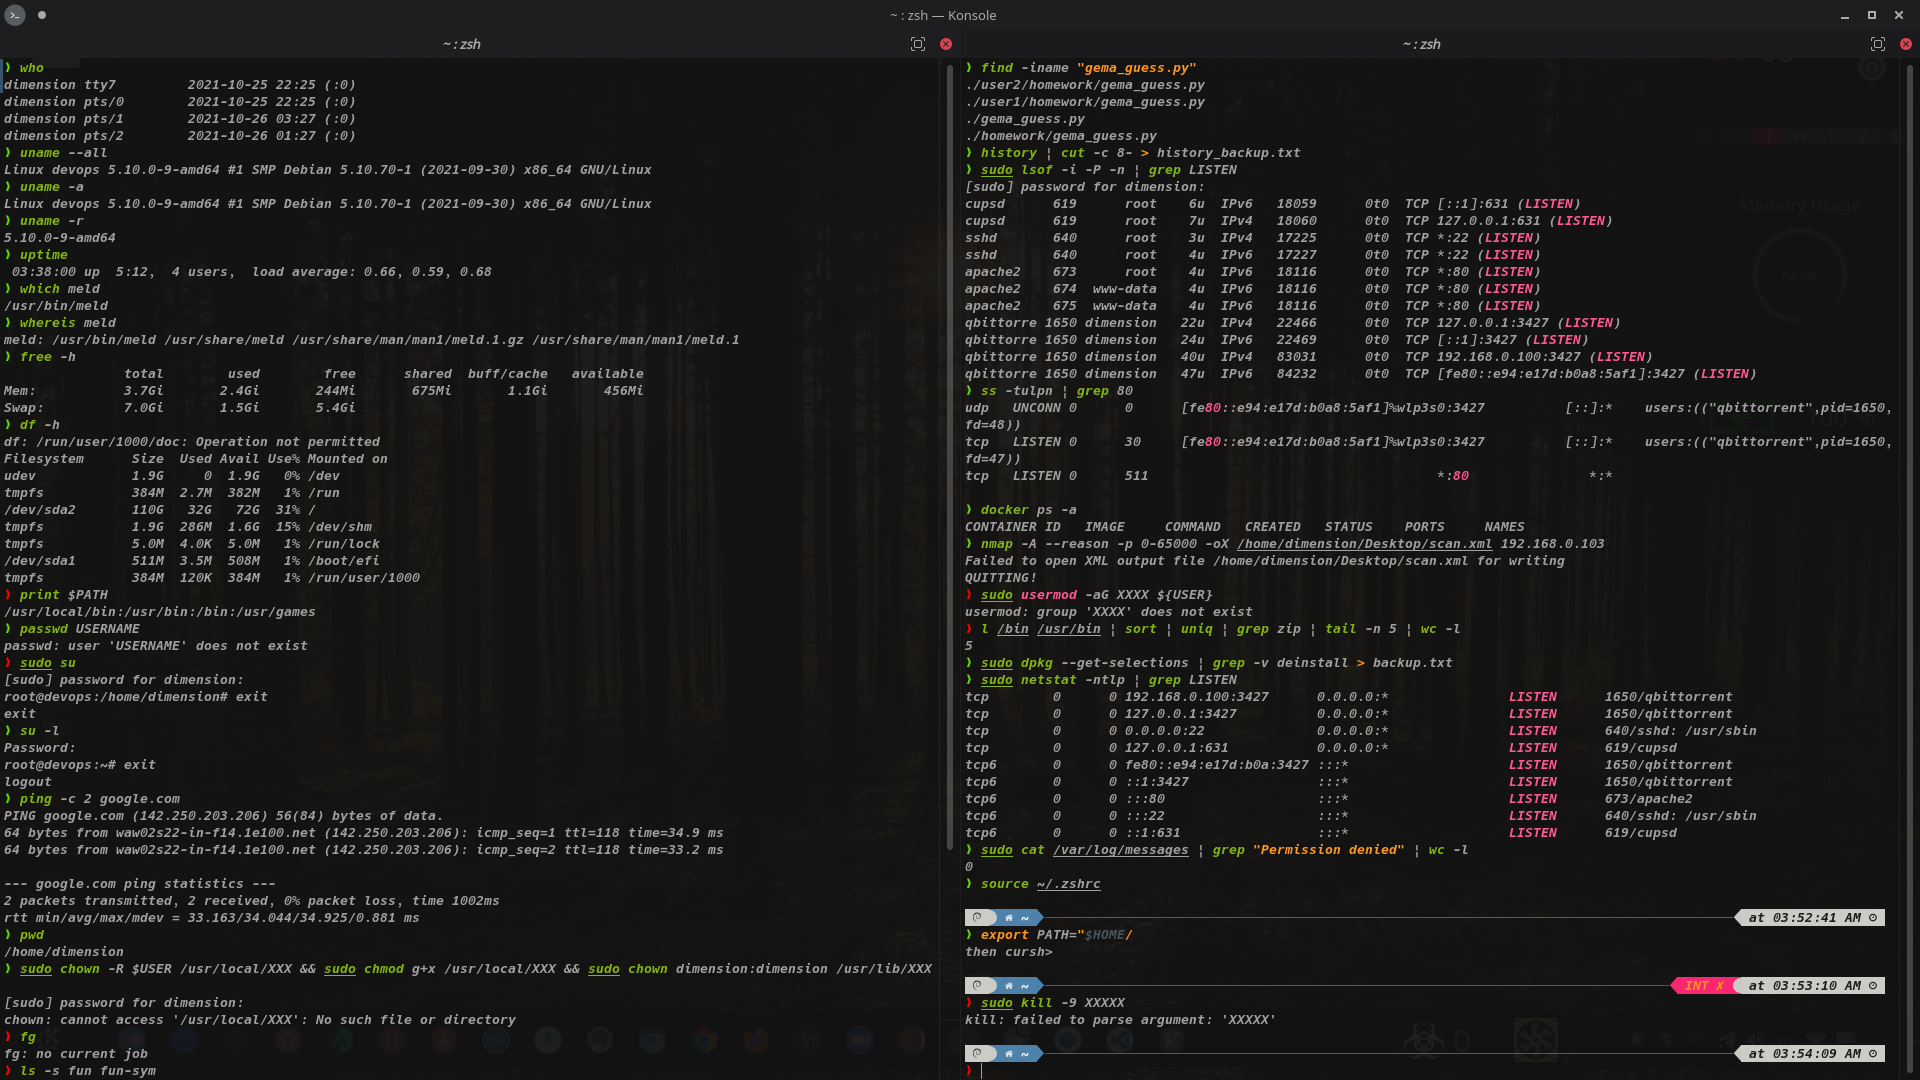 ~ : zsh — Konsole
~ : zsh
❯ who
dimension tty7         2021-10-25 22:25 (:0)
dimension pts/0        2021-10-25 22:25 (:0)
dimension pts/1        2021-10-26 03:27 (:0)
dimension pts/2        2021-10-26 01:27 (:0)
❯ uname --all
Linux devops 5.10.0-9-amd64 #1 SMP Debian 5.10.70-1 (2021-09-30) x86_64 GNU/Linux
❯ uname -a
Linux devops 5.10.0-9-amd64 #1 SMP Debian 5.10.70-1 (2021-09-30) x86_64 GNU/Linux
❯ uname -r
5.10.0-9-amd64
❯ uptime
 03:38:00 up  5:12,  4 users,  load average: 0.66, 0.59, 0.68
❯ which meld
/usr/bin/meld
❯ whereis meld
meld: /usr/bin/meld /usr/share/meld /usr/share/man/man1/meld.1.gz /usr/share/man/man1/meld.1
❯ free -h
               total        used        free      shared  buff/cache   available
Mem:           3.7Gi       2.4Gi       244Mi       675Mi       1.1Gi       456Mi
Swap:          7.0Gi       1.5Gi       5.4Gi
❯ df -h
df: /run/user/1000/doc: Operation not permitted
Filesystem      Size  Used Avail Use% Mounted on
udev            1.9G     0  1.9G   0% /dev
tmpfs           384M  2.7M  382M   1% /run
/dev/sda2       110G   32G   72G  31% /
tmpfs           1.9G  286M  1.6G  15% /dev/shm
tmpfs           5.0M  4.0K  5.0M   1% /run/lock
/dev/sda1       511M  3.5M  508M   1% /boot/efi
tmpfs           384M  120K  384M   1% /run/user/1000
❯ print $PATH
/usr/local/bin:/usr/bin:/bin:/usr/games
❯ passwd USERNAME
passwd: user 'USERNAME' does not exist
❯ sudo su
[sudo] password for dimension:
root@devops:/home/dimension# exit
exit
❯ su -l
Password:
root@devops:~# exit
logout
❯ ping -c 2 google.com
PING google.com (142.250.203.206) 56(84) bytes of data.
64 bytes from waw02s22-in-f14.1e100.net (142.250.203.206): icmp_seq=1 ttl=118 time=34.9 ms
64 bytes from waw02s22-in-f14.1e100.net (142.250.203.206): icmp_seq=2 ttl=118 time=33.2 ms
--- google.com ping statistics ---
2 packets transmitted, 2 received, 0% packet loss, time 1002ms
rtt min/avg/max/mdev = 33.163/34.044/34.925/0.881 ms
❯ pwd
/home/dimension
❯ sudo chown -R $USER /usr/local/XXX && sudo chmod g+x /usr/local/XXX && sudo chown dimension:dimension /usr/lib/XXX
[sudo] password for dimension:
chown: cannot access '/usr/local/XXX': No such file or directory
❯ fg
fg: no current job
❯ ls -s fun fun-sym
~ : zsh
❯ find -iname "gema_guess.py"
./user2/homework/gema_guess.py
./user1/homework/gema_guess.py
./gema_guess.py
./homework/gema_guess.py
❯ history | cut -c 8- > history_backup.txt
❯ sudo lsof -i -P -n | grep LISTEN
[sudo] password for dimension:
cupsd      619      root    6u  IPv6  18059      0t0  TCP [::1]:631 (LISTEN)
cupsd      619      root    7u  IPv4  18060      0t0  TCP 127.0.0.1:631 (LISTEN)
sshd       640      root    3u  IPv4  17225      0t0  TCP *:22 (LISTEN)
sshd       640      root    4u  IPv6  17227      0t0  TCP *:22 (LISTEN)
apache2    673      root    4u  IPv6  18116      0t0  TCP *:80 (LISTEN)
apache2    674  www-data    4u  IPv6  18116      0t0  TCP *:80 (LISTEN)
apache2    675  www-data    4u  IPv6  18116      0t0  TCP *:80 (LISTEN)
qbittorre 1650 dimension   22u  IPv4  22466      0t0  TCP 127.0.0.1:3427 (LISTEN)
qbittorre 1650 dimension   24u  IPv6  22469      0t0  TCP [::1]:3427 (LISTEN)
qbittorre 1650 dimension   40u  IPv4  83031      0t0  TCP 192.168.0.100:3427 (LISTEN)
qbittorre 1650 dimension   47u  IPv6  84232      0t0  TCP [fe80::e94:e17d:b0a8:5af1]:3427 (LISTEN)
❯ ss -tulpn | grep 80
udp   UNCONN 0      0      [fe80::e94:e17d:b0a8:5af1]%wlp3s0:3427          [::]:*    users:(("qbittorrent",pid=1650,
fd=48))
tcp   LISTEN 0      30     [fe80::e94:e17d:b0a8:5af1]%wlp3s0:3427          [::]:*    users:(("qbittorrent",pid=1650,
fd=47))
tcp   LISTEN 0      511                                    *:80               *:*
❯ docker ps -a
CONTAINER ID   IMAGE     COMMAND   CREATED   STATUS    PORTS     NAMES
❯ nmap -A --reason -p 0-65000 -oX /home/dimension/Desktop/scan.xml 192.168.0.103
Failed to open XML output file /home/dimension/Desktop/scan.xml for writing
QUITTING!
❯ sudo usermod -aG XXXX ${USER}
usermod: group 'XXXX' does not exist
❯ l /bin /usr/bin | sort | uniq | grep zip | tail -n 5 | wc -l
5
❯ sudo dpkg --get-selections | grep -v deinstall > backup.txt
❯ sudo netstat -ntlp | grep LISTEN
tcp        0      0 192.168.0.100:3427      0.0.0.0:*               LISTEN      1650/qbittorrent
tcp        0      0 127.0.0.1:3427          0.0.0.0:*               LISTEN      1650/qbittorrent
tcp        0      0 0.0.0.0:22              0.0.0.0:*               LISTEN      640/sshd: /usr/sbin
tcp        0      0 127.0.0.1:631           0.0.0.0:*               LISTEN      619/cupsd
tcp6       0      0 fe80::e94:e17d:b0a:3427 :::*                    LISTEN      1650/qbittorrent
tcp6       0      0 ::1:3427                :::*                    LISTEN      1650/qbittorrent
tcp6       0      0 :::80                   :::*                    LISTEN      673/apache2
tcp6       0      0 :::22                   :::*                    LISTEN      640/sshd: /usr/sbin
tcp6       0      0 ::1:631                 :::*                    LISTEN      619/cupsd
❯ sudo cat /var/log/messages | grep "Permission denied" | wc -l
0
❯ source ~/.zshrc
~ at 03:52:41 AM
❯ export PATH="$HOME/
then cursh>
~ INT ✘ at 03:53:10 AM
❯ sudo kill -9 XXXXX
kill: failed to parse argument: 'XXXXX'
~ at 03:54:09 AM
❯
Memory Usage